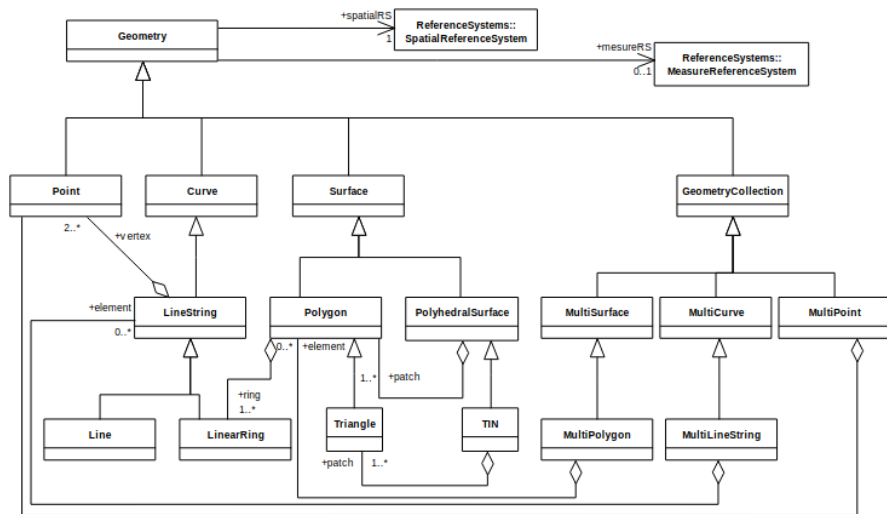 +spatialRS
ReferenceSystems::
SpatialReferenceSystem
1
Geometry
+mesureRS
ReferenceSystems::
MeasureReferenceSystem
0..1
Point
Curve
Surface
GeometryCollection
2..*
+vertex
+element
0..*
LineString
Polygon
PolyhedralSurface
MultiSurface
MultiCurve
MultiPoint
0..*
+element
1..*
+patch
+ring
1..*
Line
LinearRing
Triangle
TIN
MultiPolygon
MultiLineString
+patch
1..*